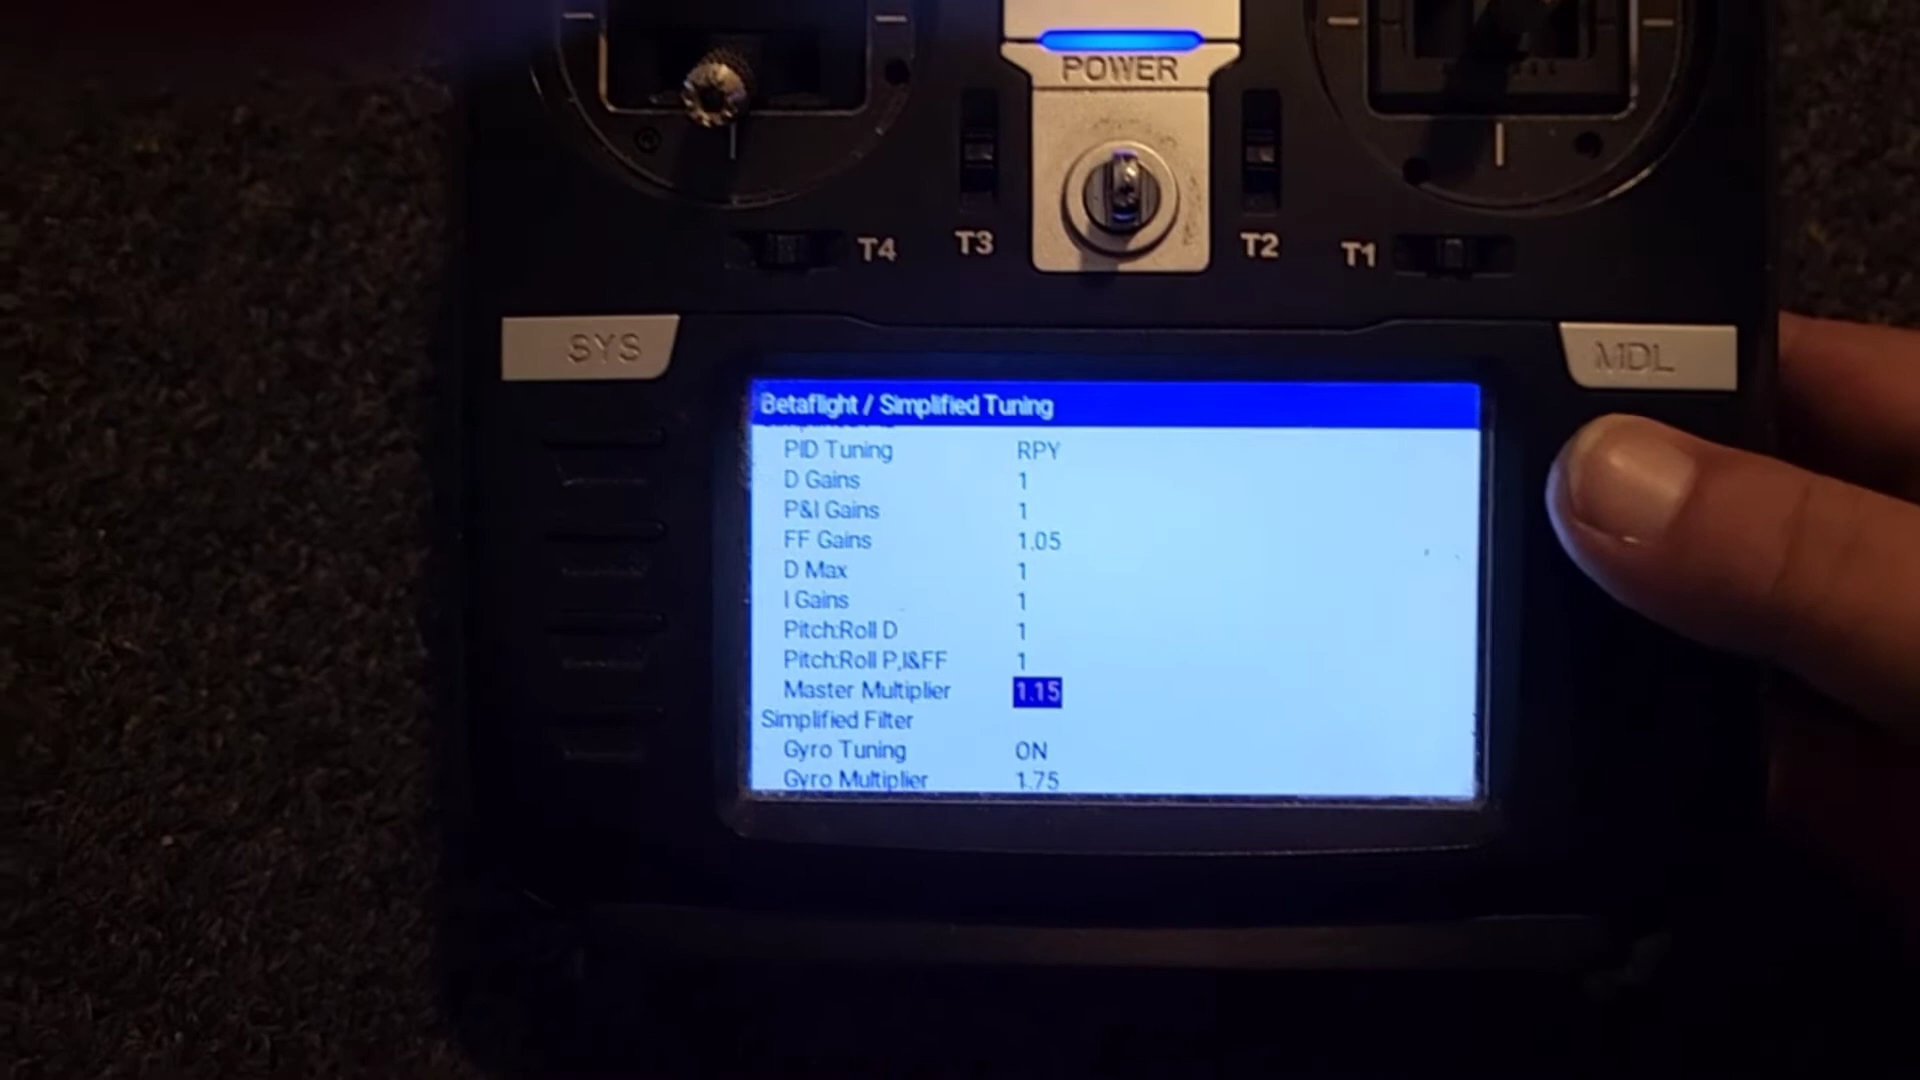 POWER
T4
T3
T2
T1
SYS
MDL
Betaflight / Simplified Tuning
PID Tuning RPY
D Gains 1
P&I Gains 1
FF Gains 1.05
D Max 1
I Gains 1
Pitch:Roll D 1
Pitch:Roll P,I&FF 1
Master Multiplier 1.15
Simplified Filter
Gyro Tuning ON
Gyro Multiplier 1.75